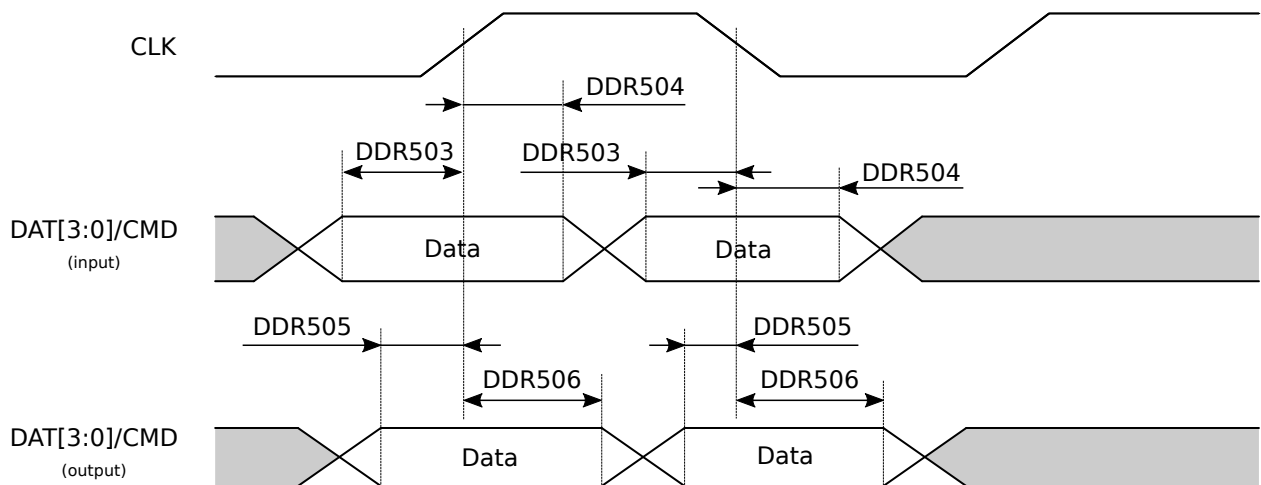 CLK
DDR504
DDR503
DDR503
DDR504
DAT[3:0]/CMD
(input)
Data
Data
DDR505
DDR505
DDR506
DDR506
DAT[3:0]/CMD
(output)
Data
Data